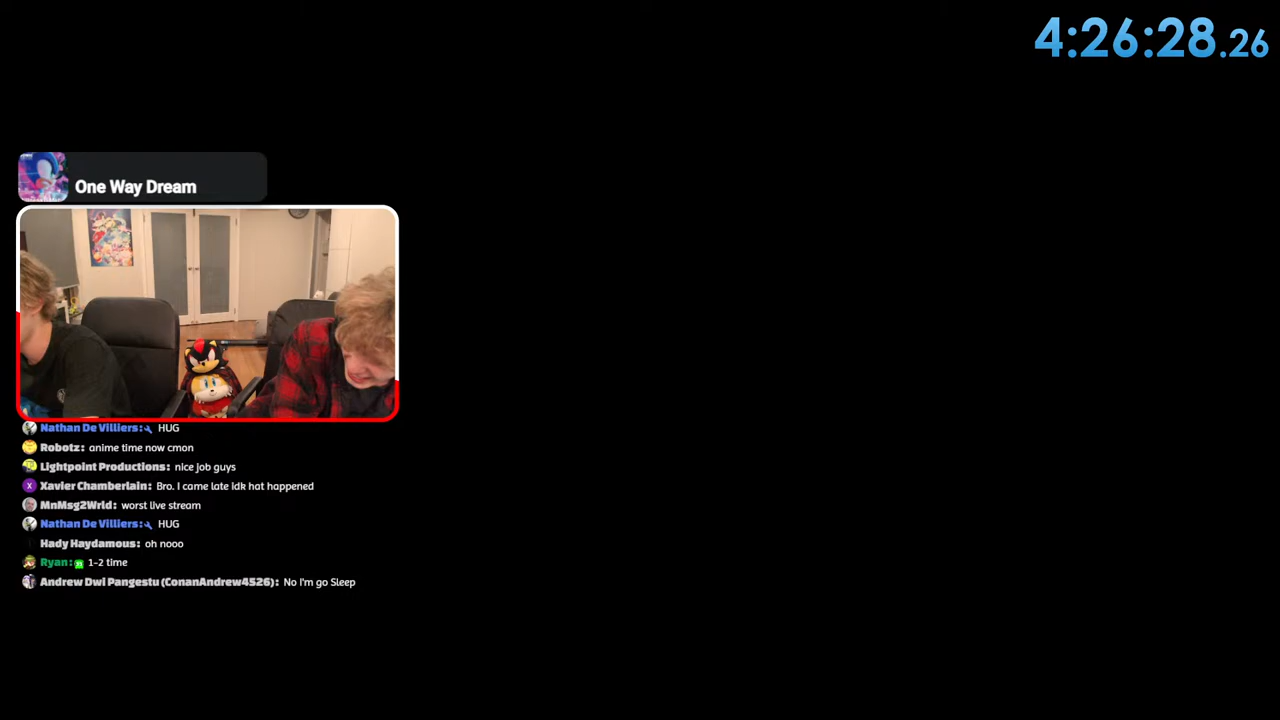 4:26:28.26
One Way Dream
Nathan De Villiers: HUG
Robotz: anime time now cmon
Lightpoint Productions: nice job guys
X Xavier Chamberlain: Bro. I came late idk hat happened
MnMsg2Wrld: worst live stream
Nathan De Villiers: HUG
Hady Haydamous: oh nooo
Ryan: 1-2 time
Andrew Dwi Pangestu (ConanAndrew4526): No I'm go Sleep